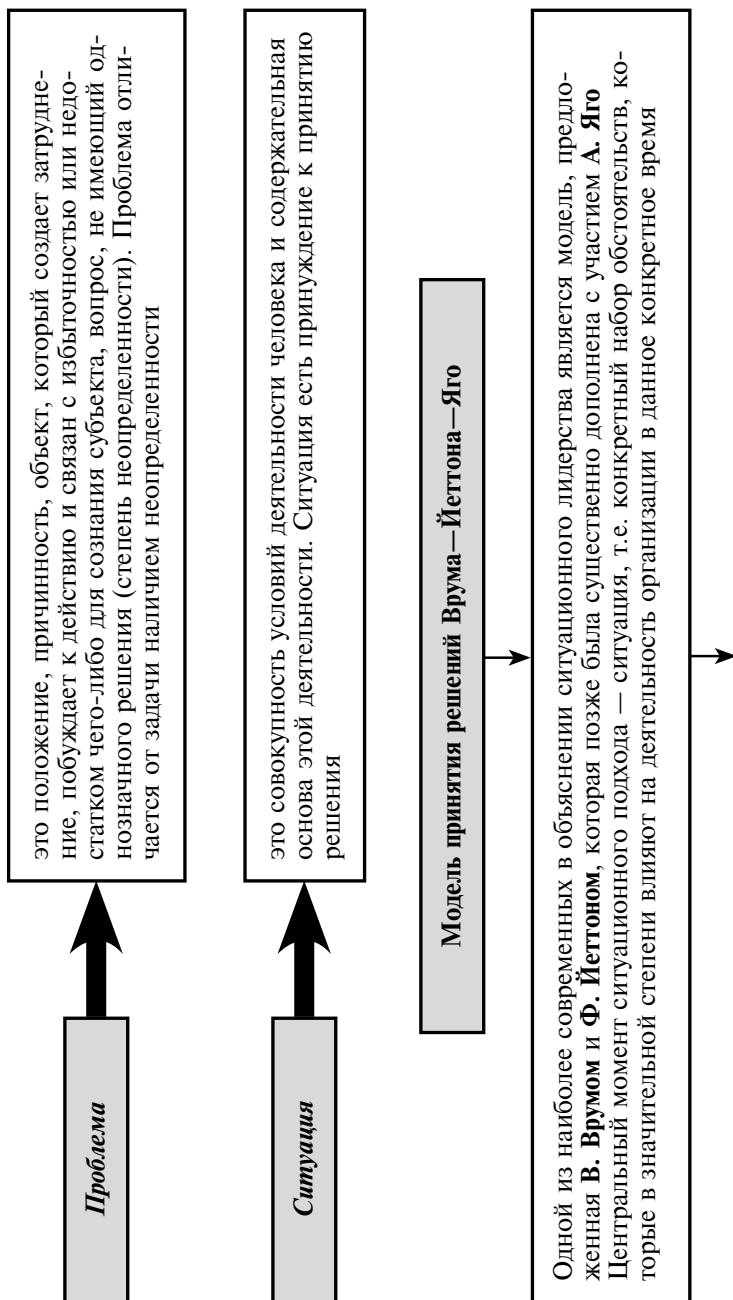 Проблема
это положение, причинность, объект, который создает затрудне-
ние, побуждает к действию и связан с избыточностью или недо-
статком чего-либо для сознания субъекта, вопрос, не имеющий од-
нозначного решения (степень неопределенности). Проблема отли-
чается от задачи наличием неопределенности
Ситуация
это совокупность условий деятельности человека и содержательная
основа этой деятельности. Ситуация есть принуждение к принятию
решения
Модель принятия решений Врума—Йеттона—Яго
Одной из наиболее современных в объяснении ситуационного лидерства является модель, предло-
женная В. Врумом и Ф. Йеттоном, которая позже была существенно дополнена с участием А. Яго
Центральный момент ситуационного подхода — ситуация, т.е. конкретный набор обстоятельств, ко-
торые в значительной степени влияют на деятельность организации в данное конкретное время